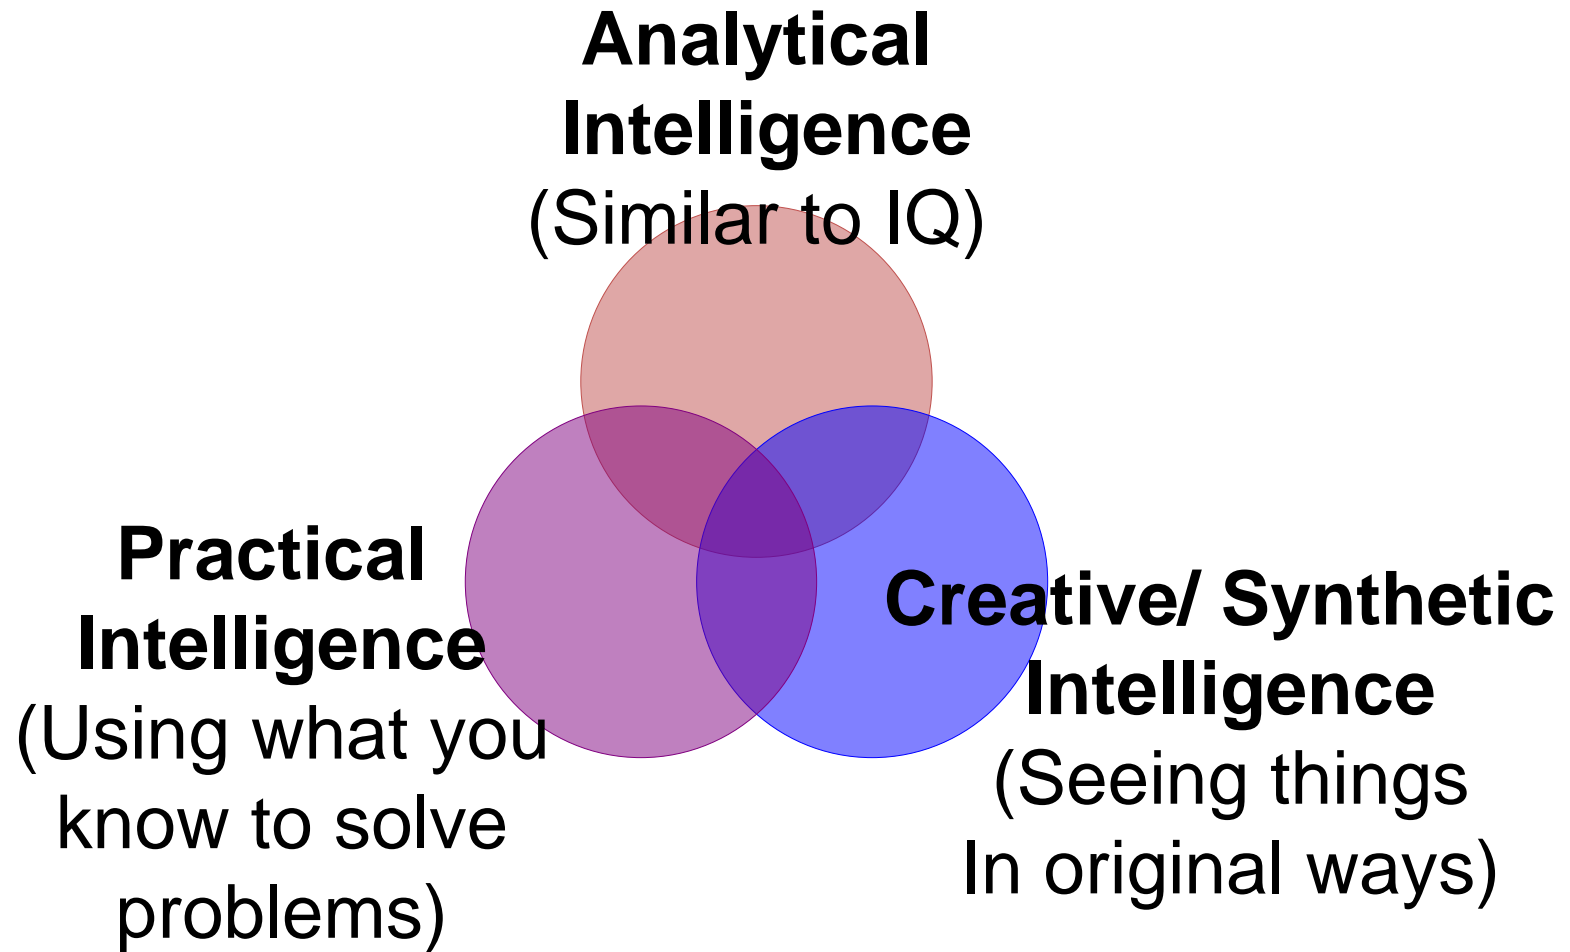 Analytical
Intelligence
(Similar to IQ)
Practical
Intelligence
(Using what you
know to solve
problems)
Creative/ Synthetic
Intelligence
(Seeing things
In original ways)